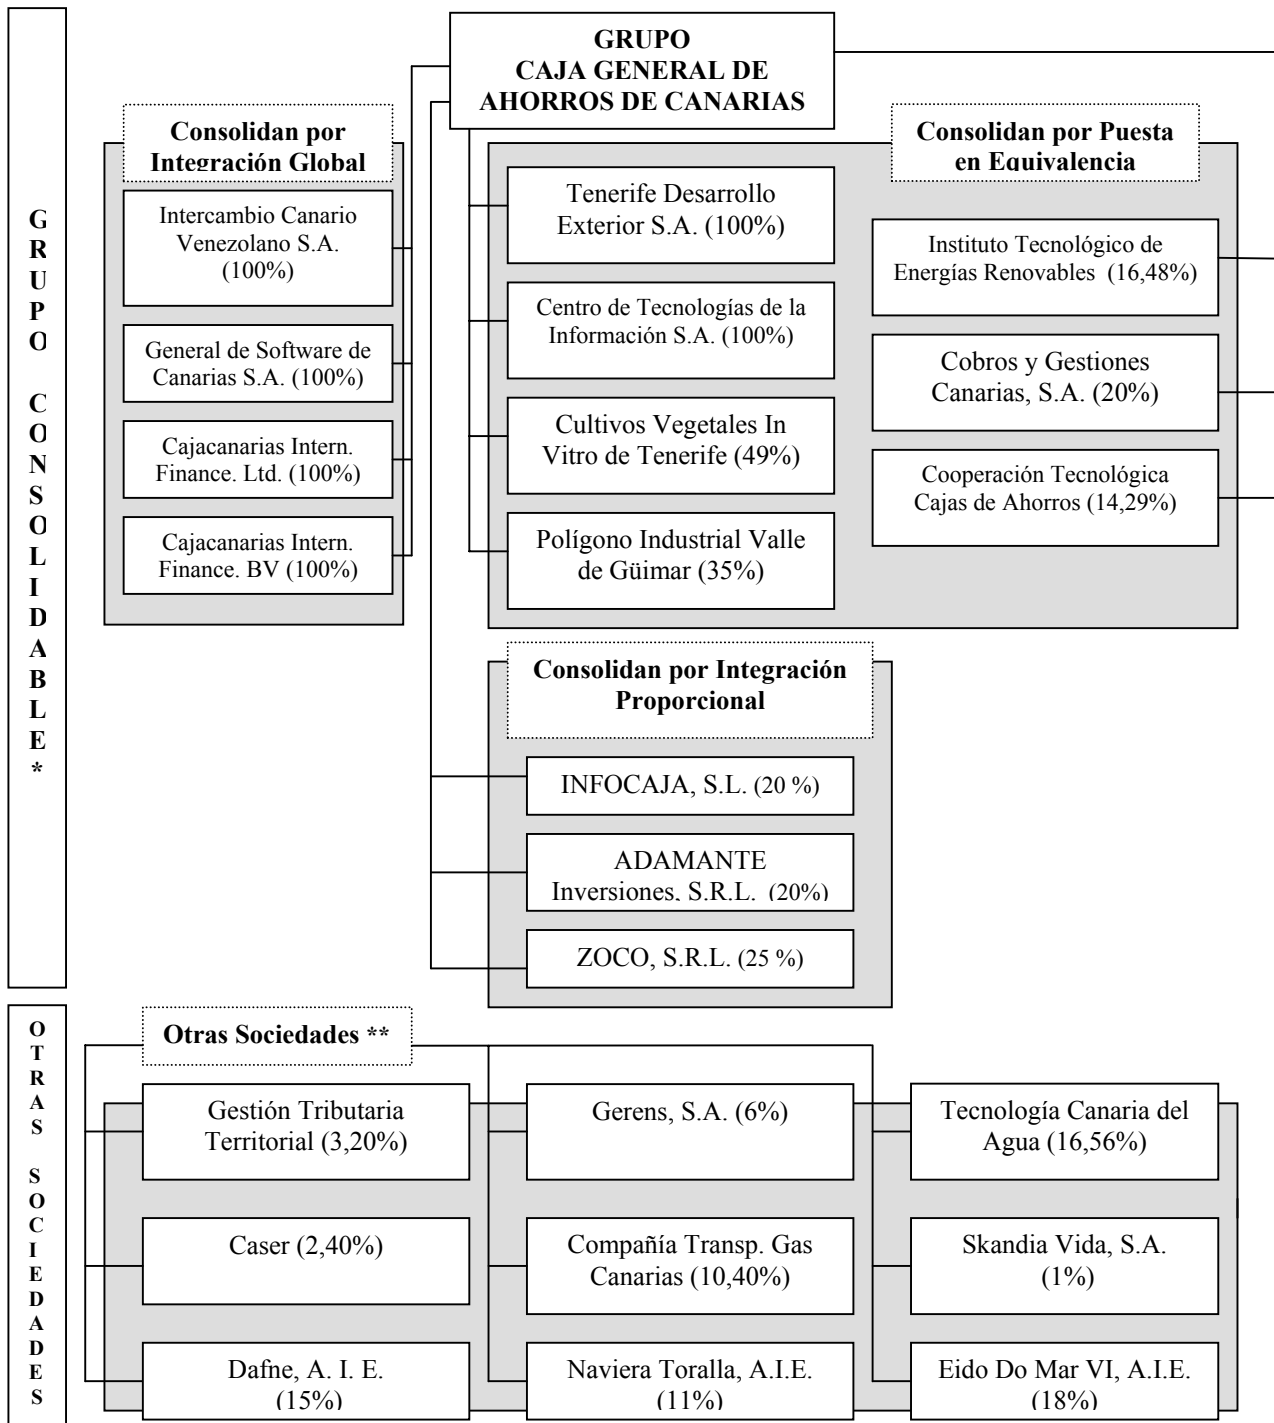 GRUPO
CAJA GENERAL DE
AHORROS DE CANARIAS
GRUPO CONSOLIDABLE*
Consolidan por
Integración Global
Intercambio Canario
Venezolano S.A.
(100%)
General de Software de
Canarias S.A. (100%)
Cajacanarias Intern.
Finance. Ltd. (100%)
Cajacanarias Intern.
Finance. BV (100%)
Consolidan por Puesta
en Equivalencia
Tenerife Desarrollo
Exterior S.A. (100%)
Centro de Tecnologías de la
Información S.A. (100%)
Cultivos Vegetales In
Vitro de Tenerife (49%)
Polígono Industrial Valle
de Güimar (35%)
Instituto Tecnológico de
Energías Renovables (16,48%)
Cobros y Gestiones
Canarias, S.A. (20%)
Cooperación Tecnológica
Cajas de Ahorros (14,29%)
Consolidan por Integración
Proporcional
INFOCAJA, S.L. (20 %)
ADAMANTE
Inversiones, S.R.L. (20%)
ZOCO, S.R.L. (25 %)
OTRAS SOCIEDADES
Otras Sociedades **
Gestión Tributaria
Territorial (3,20%)
Gerens, S.A. (6%)
Tecnología Canaria del
Agua (16,56%)
Caser (2,40%)
Compañía Transp. Gas
Canarias (10,40%)
Skandia Vida, S.A.
(1%)
Dafne, A. I. E.
(15%)
Naviera Toralla, A.I.E.
(11%)
Eido Do Mar VI, A.I.E.
(18%)